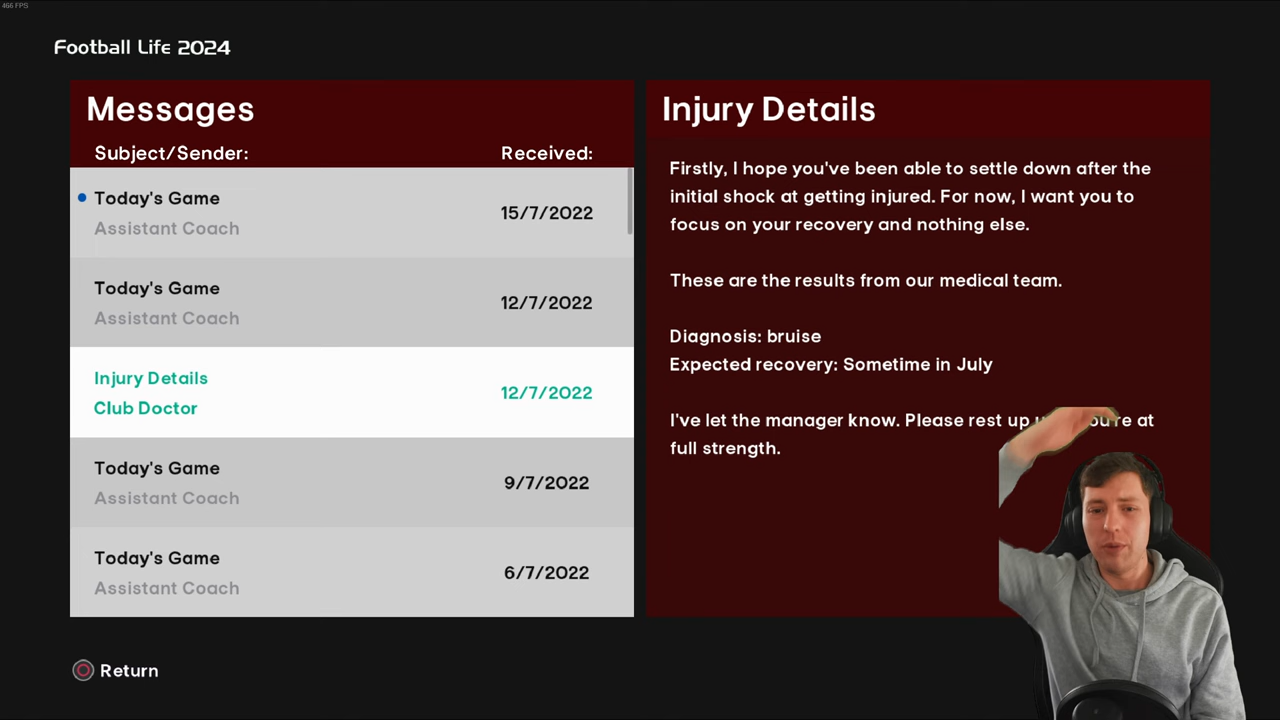 466 FPS
Football Life 2024
Messages
Subject/Sender: Received:
Today's Game
Assistant Coach
15/7/2022
Today's Game
Assistant Coach
12/7/2022
Injury Details
Club Doctor
12/7/2022
Today's Game
Assistant Coach
9/7/2022
Today's Game
Assistant Coach
6/7/2022
Injury Details
Firstly, I hope you've been able to settle down after the
initial shock at getting injured. For now, I want you to
focus on your recovery and nothing else.
These are the results from our medical team.
Diagnosis: bruise
Expected recovery: Sometime in July
I've let the manager know. Please rest up at
full strength.
Return